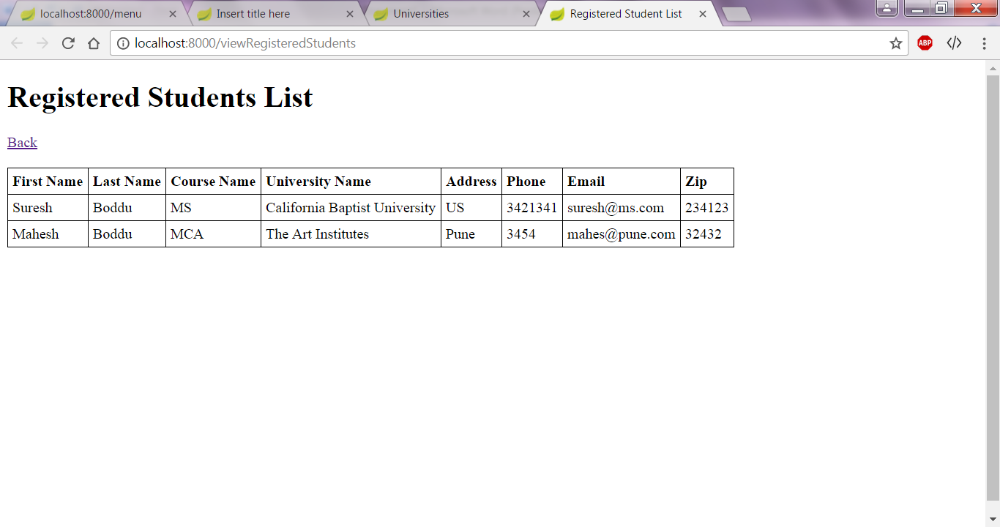 localhost:8000/menu Insert title here Universities Registered Student List
localhost:8000/viewRegisteredStudents ABP
Registered Students List
Back
First Name Last Name Course Name University Name Address Phone Email Zip
Suresh Boddu MS California Baptist University US 3421341 suresh@ms.com 234123
Mahesh Boddu MCA The Art Institutes Pune 3454 mahes@pune.com 32432